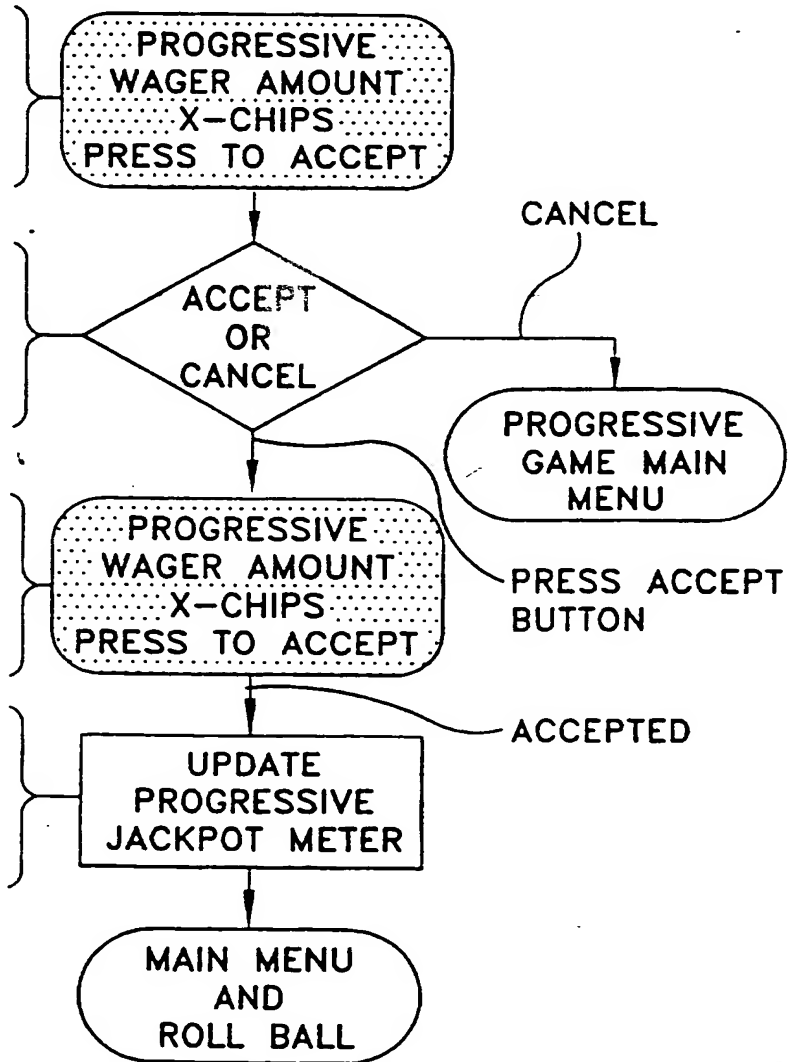 PROGRESSIVE
WAGER AMOUNT
X-CHIPS
PRESS TO ACCEPT
CANCEL
ACCEPT
OR
CANCEL
PROGRESSIVE
GAME MAIN
MENU
PROGRESSIVE
WAGER AMOUNT
X-CHIPS
PRESS TO ACCEPT
PRESS ACCEPT
BUTTON
ACCEPTED
UPDATE
PROGRESSIVE
JACKPOT METER
MAIN MENU
AND
ROLL BALL